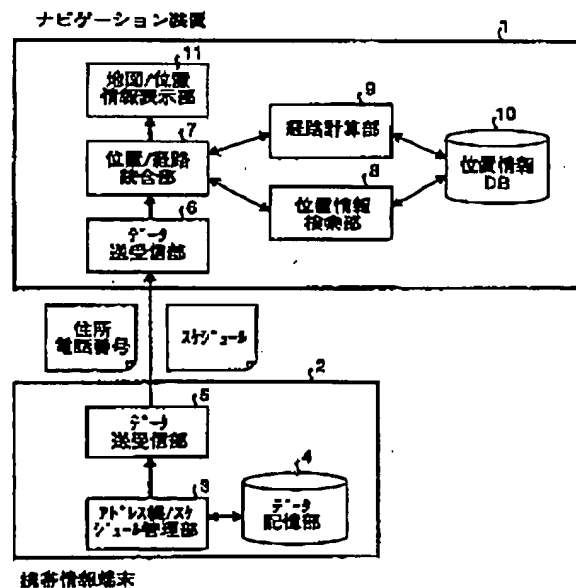 ナビゲーション装置
1
11
地図/位置
情報表示部
9
経路計算部
10
位置情報
DB
7
位置/経路
統合部
8
位置情報
検索部
6
データ
送受信部
住所
電話番号
スケジュール
2
5
データ
送受信部
4
データ
記憶部
3
アドレス帳/スケ
ジュール管理部
携帯情報端末